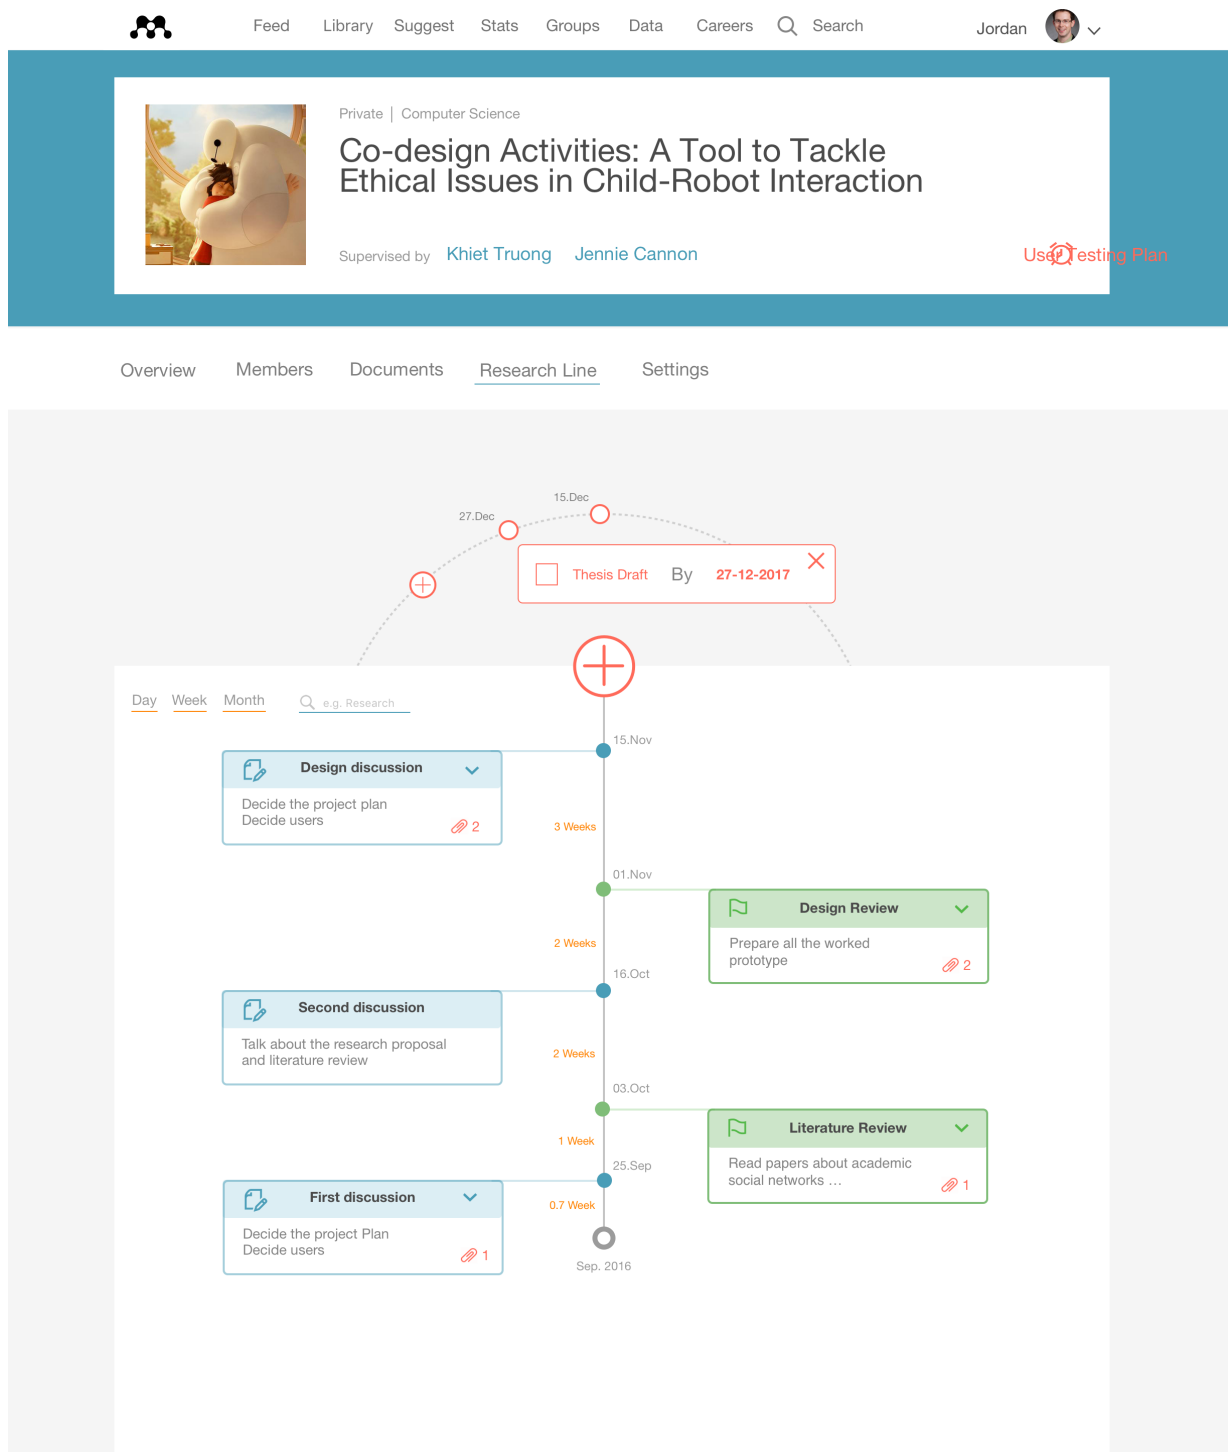 Feed Library Suggest Stats Groups Data Careers Search Jordan
Private | Computer Science
Co-design Activities: A Tool to Tackle
Ethical Issues in Child-Robot Interaction
Supervised by Khiet Truong Jennie Cannon
User Testing Plan
Overview Members Documents Research Line Settings
15.Dec
27.Dec
Thesis Draft By 27-12-2017
Day Week Month e.g. Research
15.Nov
Design discussion
Decide the project plan
Decide users
2
3 Weeks
01.Nov
Design Review
Prepare all the worked
prototype
2
2 Weeks
16.Oct
Second discussion
Talk about the research proposal
and literature review
2 Weeks
03.Oct
Literature Review
Read papers about academic
social networks ...
1
1 Week
25.Sep
First discussion
Decide the project Plan
Decide users
1
0.7 Week
Sep. 2016